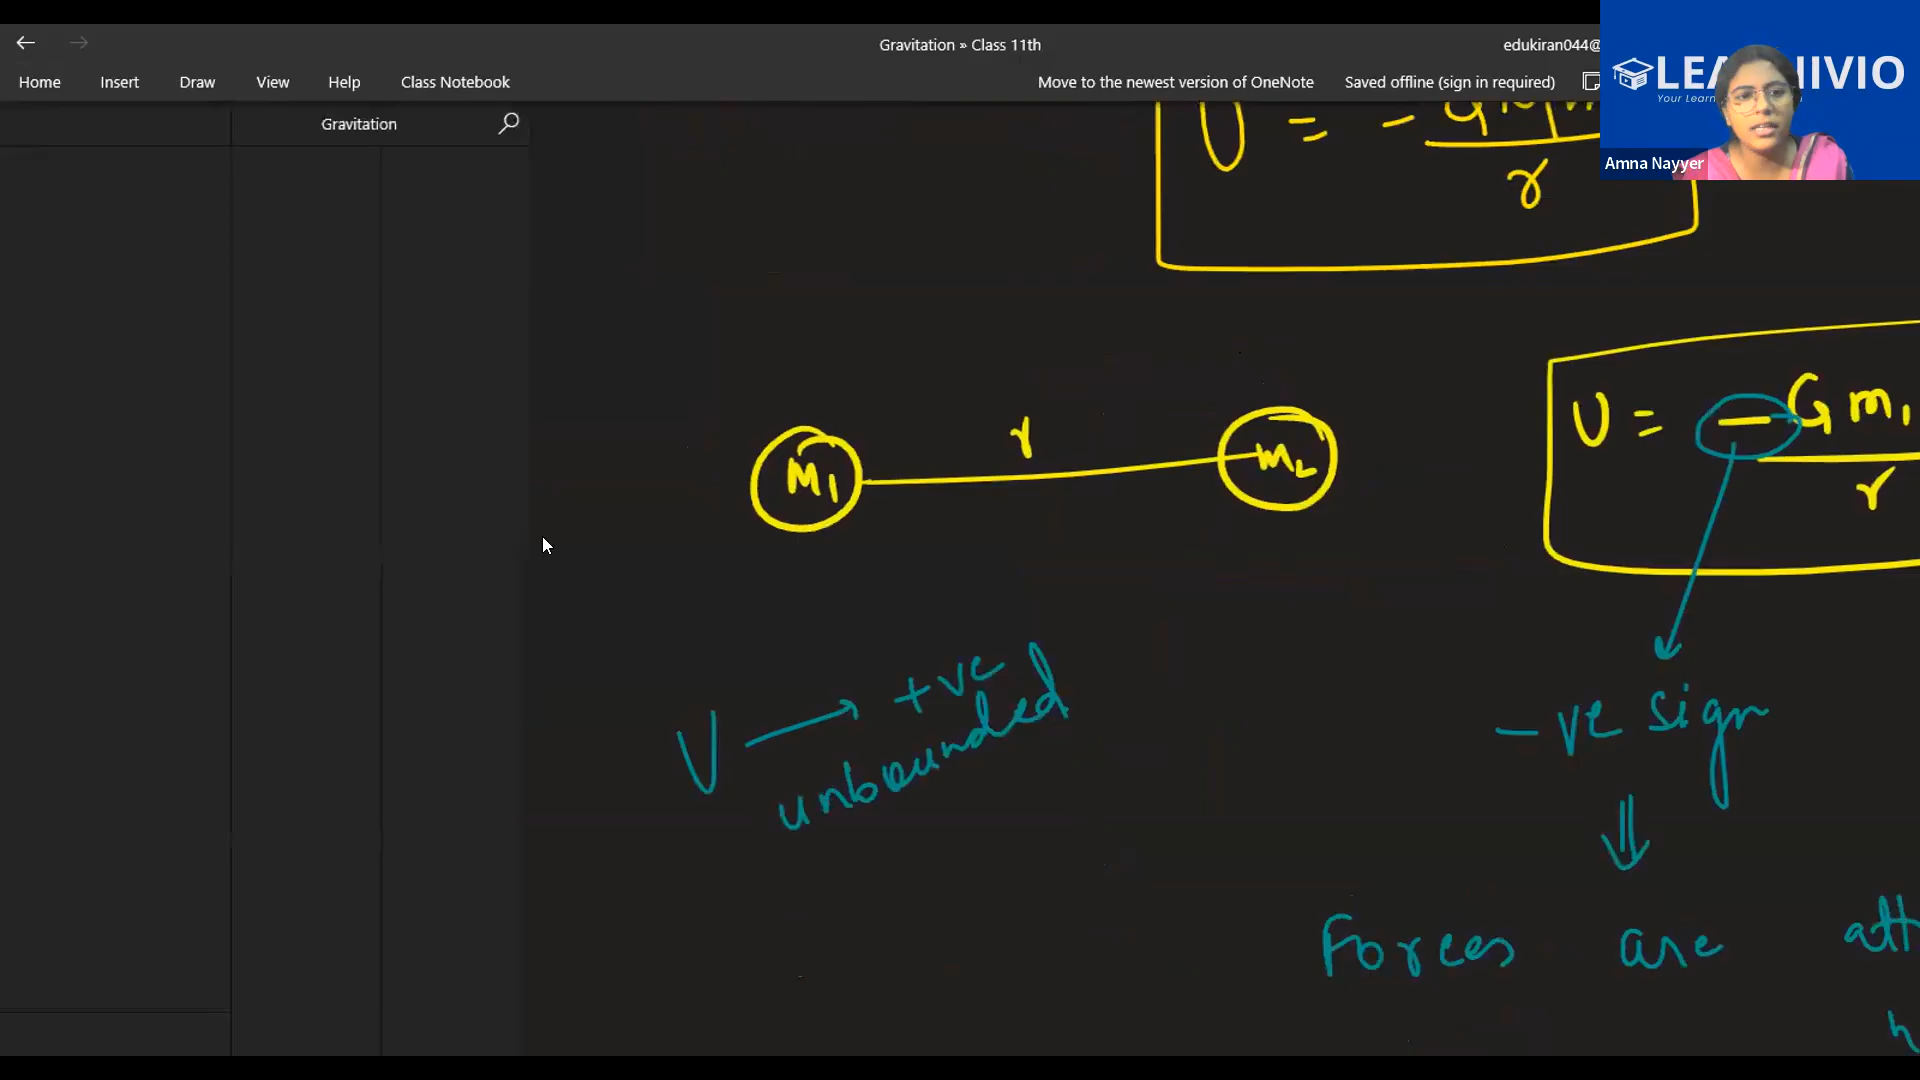 Gravitation » Class 11th
edukiran044@
Home Insert Draw View Help Class Notebook
Move to the newest version of OneNote Saved offline (sign in required)
Your Learn
Amna Nayyer
Gravitation
U = - G
r
r
M1
m2
U = - G m1
r
U → +ve
unbounded
-ve sign
⇓
Forces are att